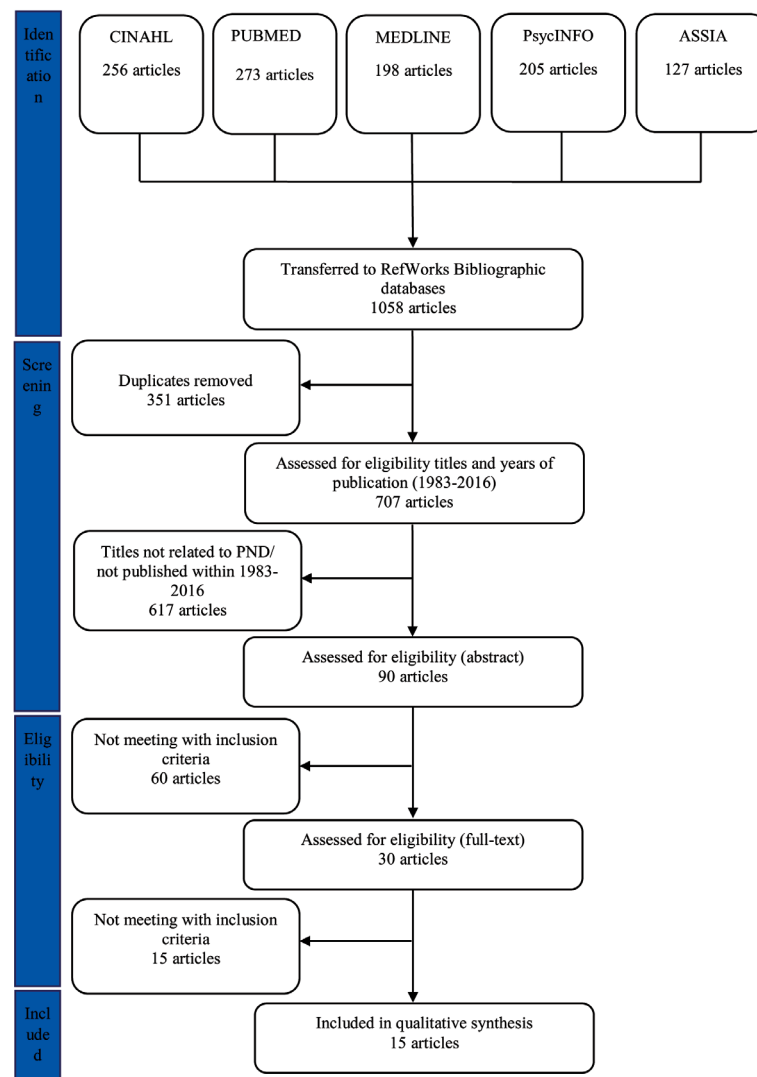 Iden
tific
atio
n
CINAHL
256 articles
PUBMED
273 articles
MEDLINE
198 articles
PsycINFO
205 articles
ASSIA
127 articles
Transferred to RefWorks Bibliographic
databases
1058 articles
Scre
enin
g
Duplicates removed
351 articles
Assessed for eligibility titles and years of
publication (1983-2016)
707 articles
Titles not related to PND/
not published within 1983-
2016
617 articles
Assessed for eligibility (abstract)
90 articles
Elig
ibili
ty
Not meeting with inclusion
criteria
60 articles
Assessed for eligibility (full-text)
30 articles
Not meeting with inclusion
criteria
15 articles
Inclu
de
d
Included in qualitative synthesis
15 articles